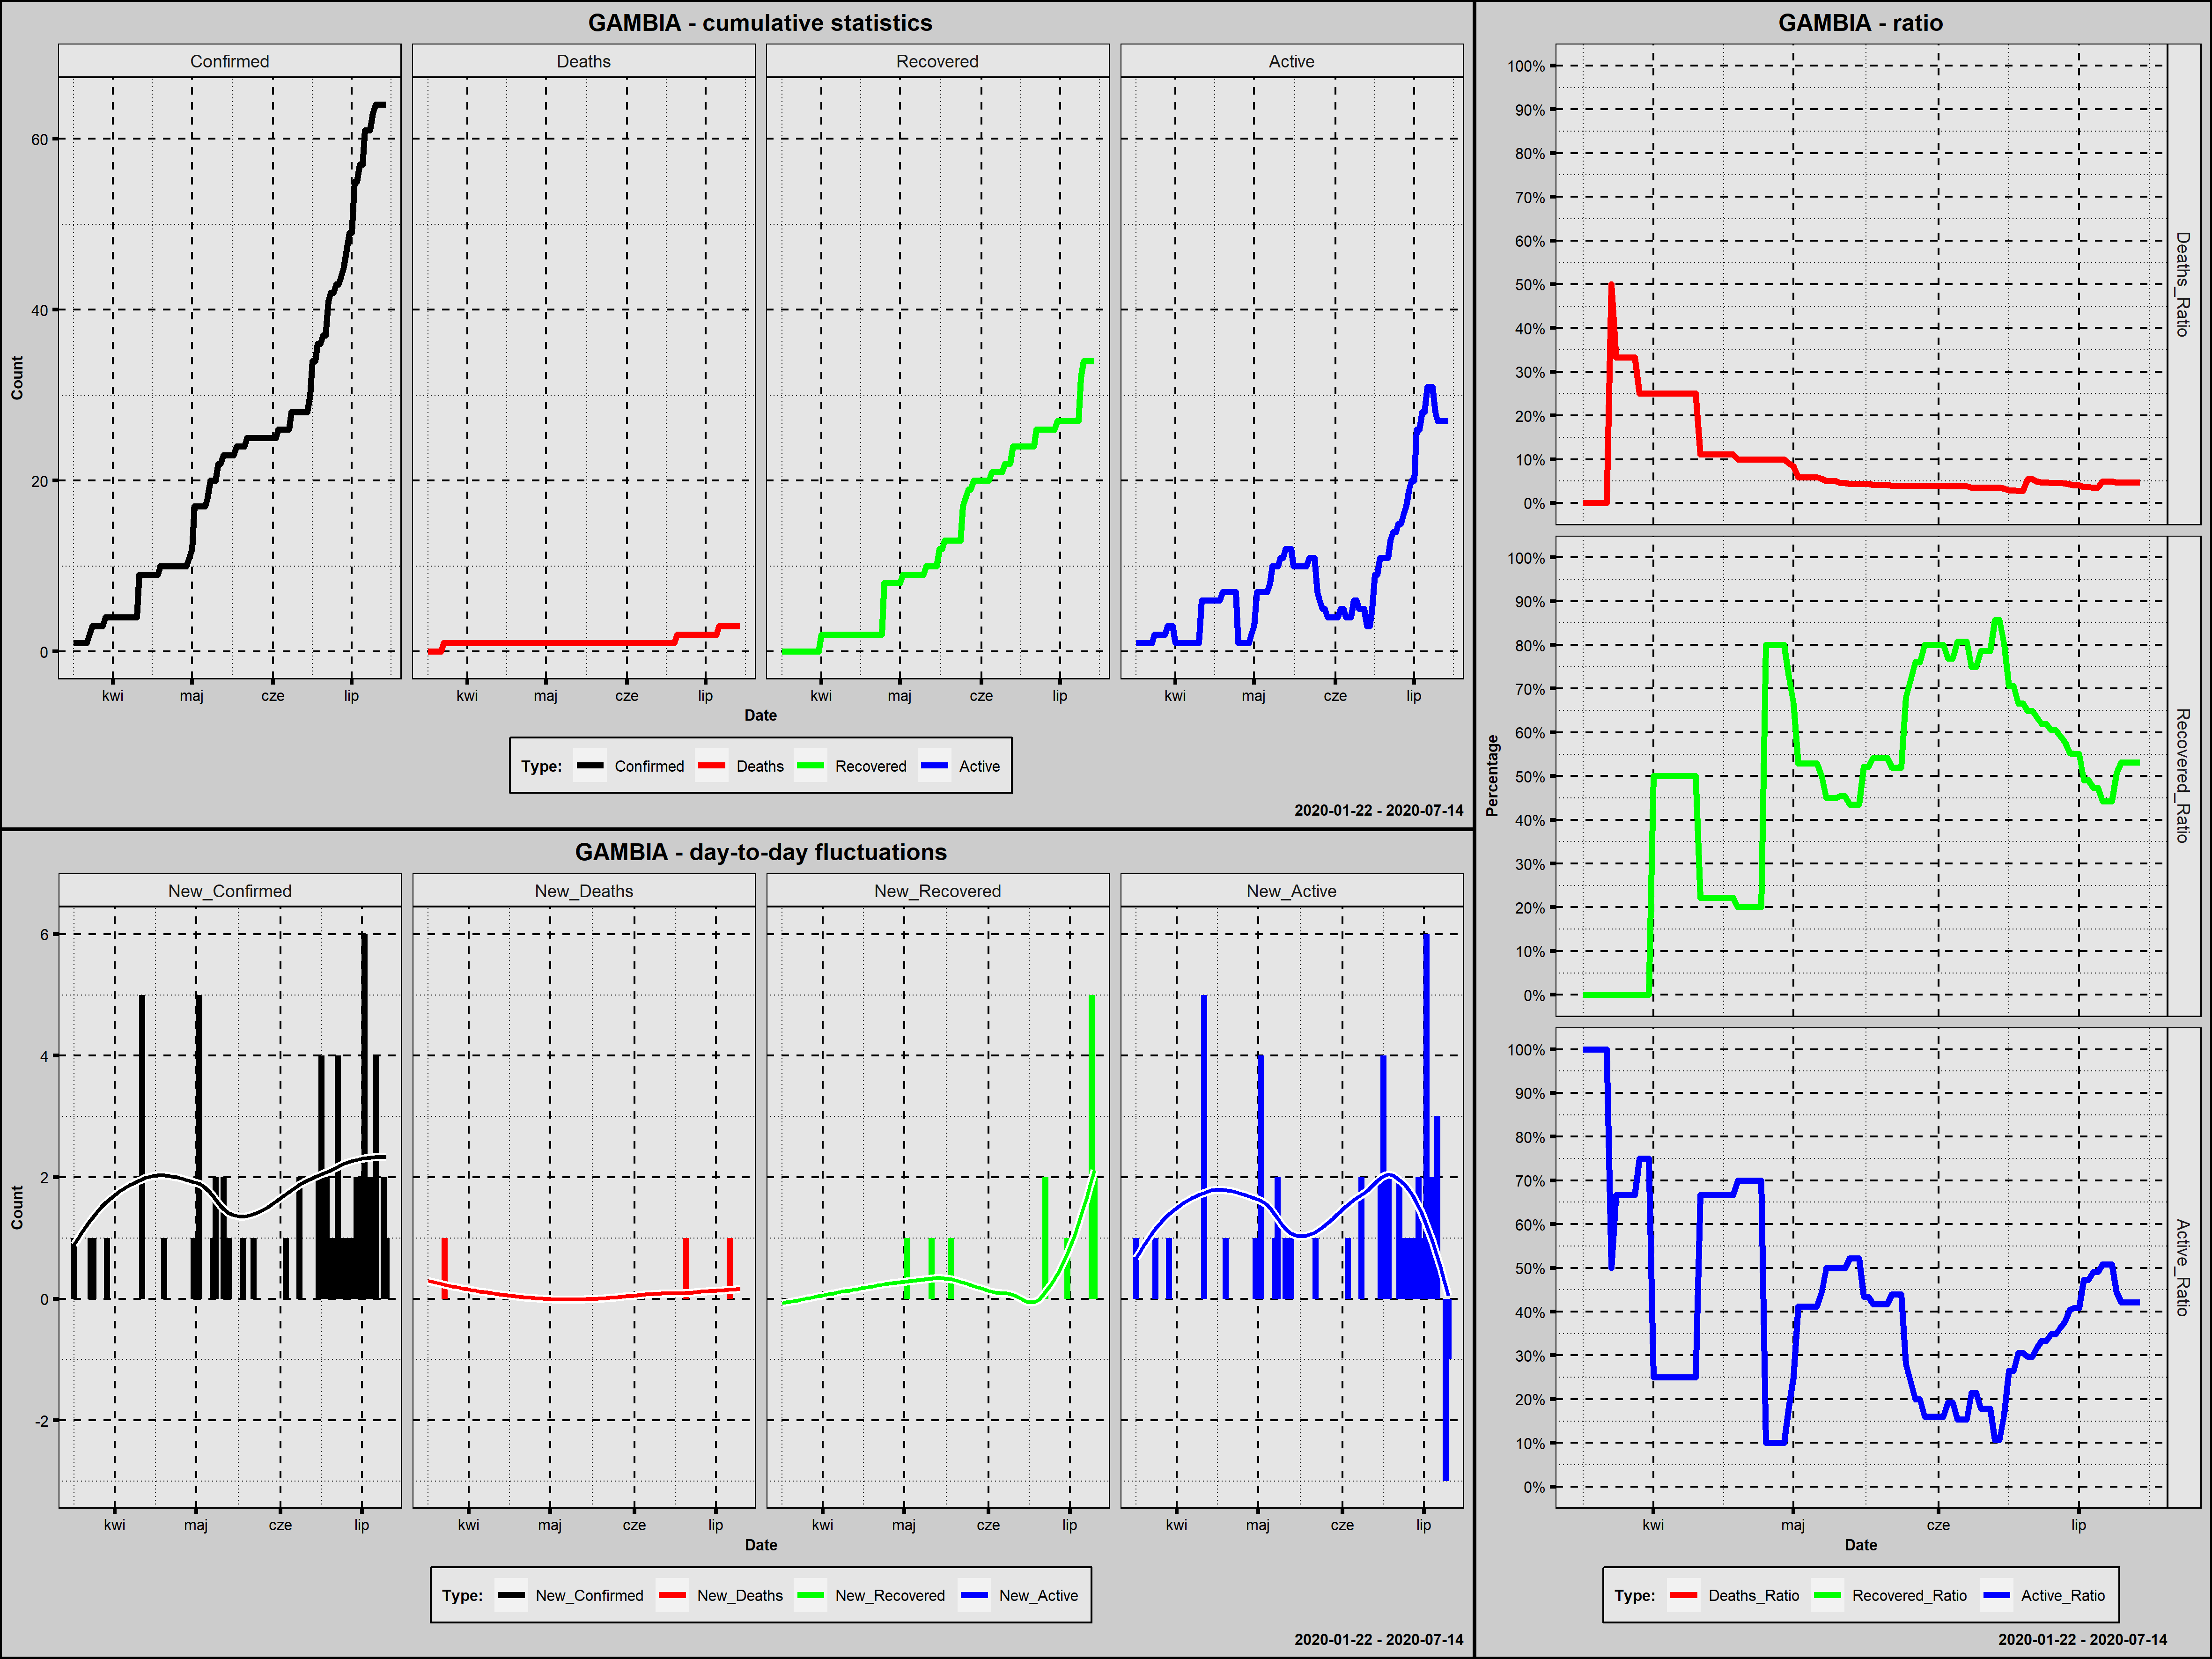 GAMBIA - cumulative statistics
Confirmed Deaths Recovered Active
Count
60
40
20
0
kwi maj cze lip kwi maj cze lip kwi maj cze lip kwi maj cze lip
Date
Type: Confirmed Deaths Recovered Active
2020-01-22 - 2020-07-14
GAMBIA - day-to-day fluctuations
New_Confirmed New_Deaths New_Recovered New_Active
Count
6
4
2
0
-2
kwi maj cze lip kwi maj cze lip kwi maj cze lip kwi maj cze lip
Date
Type: New_Confirmed New_Deaths New_Recovered New_Active
2020-01-22 - 2020-07-14
GAMBIA - ratio
Percentage
100%
90%
80%
70%
60%
50%
40%
30%
20%
10%
0%
Deaths_Ratio
100%
90%
80%
70%
60%
50%
40%
30%
20%
10%
0%
Recovered_Ratio
100%
90%
80%
70%
60%
50%
40%
30%
20%
10%
0%
Active_Ratio
kwi maj cze lip
Date
Type: Deaths_Ratio Recovered_Ratio Active_Ratio
2020-01-22 - 2020-07-14